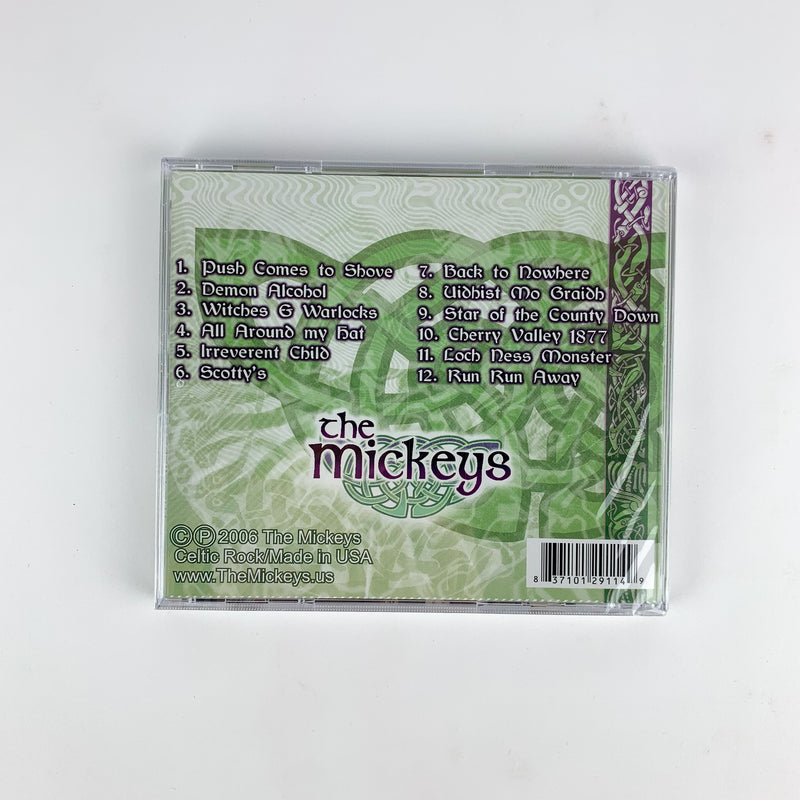 1. Push Comes to Shove
2. Demon Alcohol
3. Witches & Warlocks
4. All Around my hat
5. Irreverent Child
6. Scotty's
7. Back to Nowhere
8. Uidhist Mo Graidh
9. Star of the County Down
10. Cherry Valley 1877
11. Loch Ness Monster
12. Run Run Away
the
Mickeys
© ℗ 2006 The Mickeys
Celtic Rock/Made in USA
www.TheMickeys.us
8 37101 29114 9